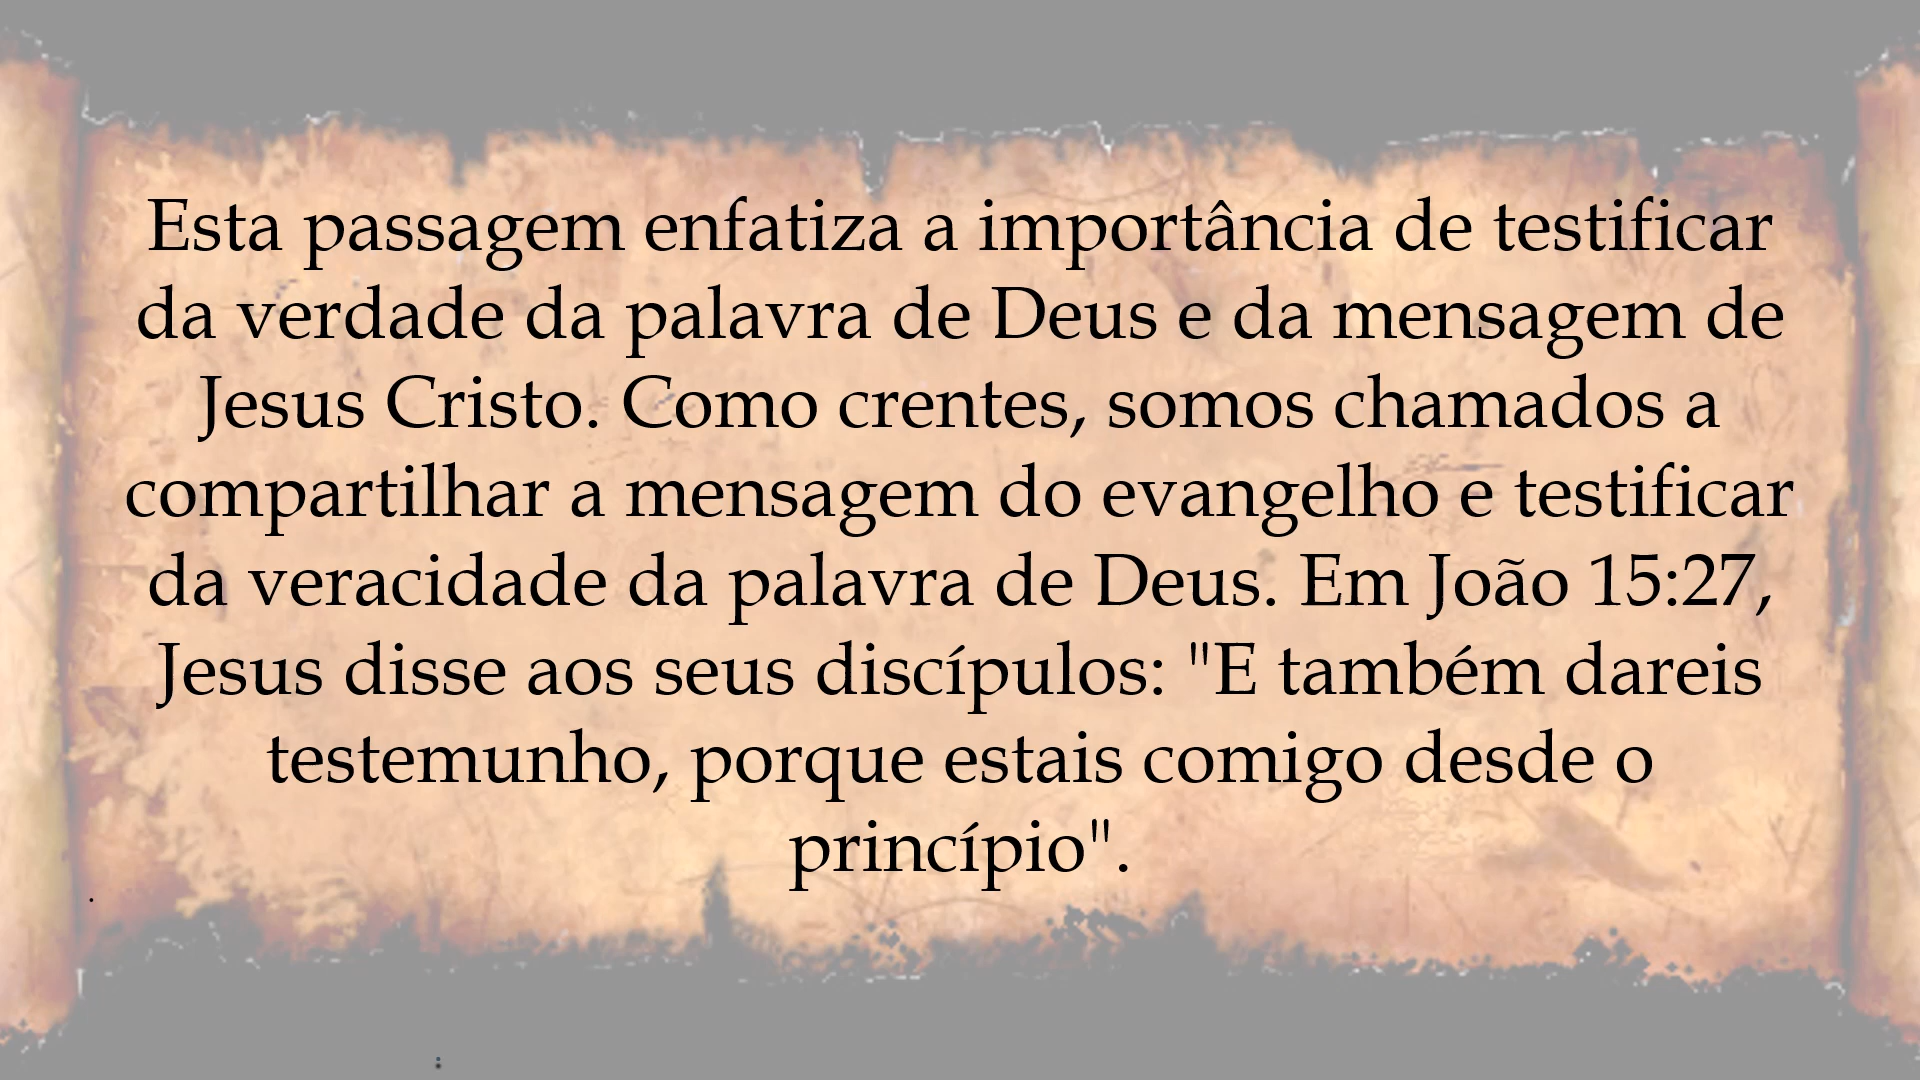 Esta passagem enfatiza a importância de testificar
da verdade da palavra de Deus e da mensagem de
Jesus Cristo. Como crentes, somos chamados a
compartilhar a mensagem do evangelho e testificar
da veracidade da palavra de Deus. Em João 15:27,
Jesus disse aos seus discípulos: "E também dareis
testemunho, porque estais comigo desde o
princípio".
.
: